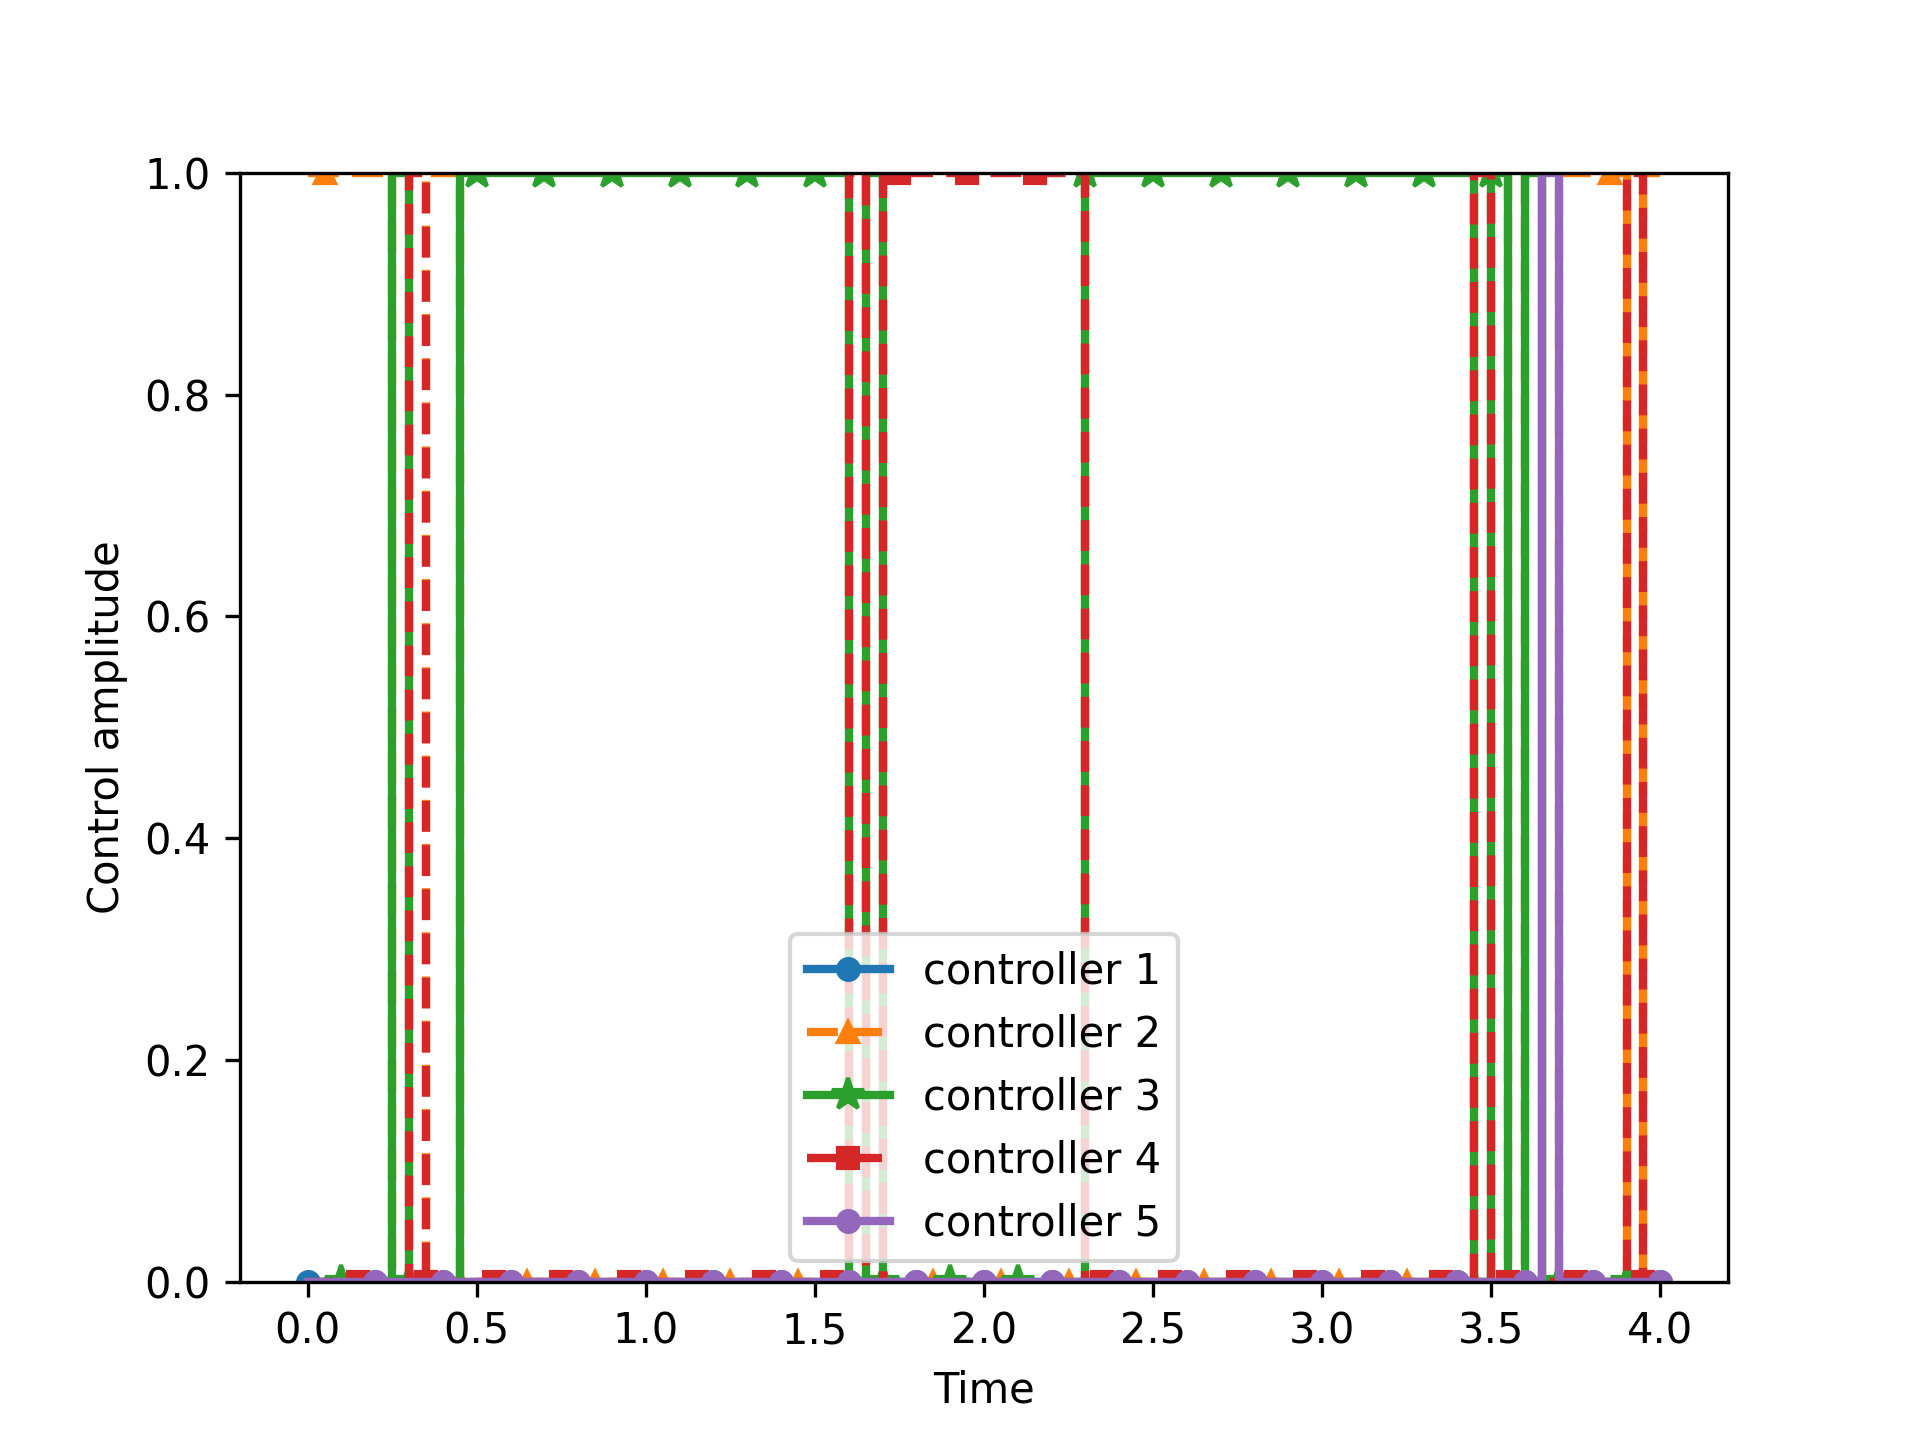 1.0
0.8
0.6
0.4
0.2
0.0
Control amplitude
controller 1
controller 2
controller 3
controller 4
controller 5
0.0 0.5 1.0 1.5 2.0 2.5 3.0 3.5 4.0
Time